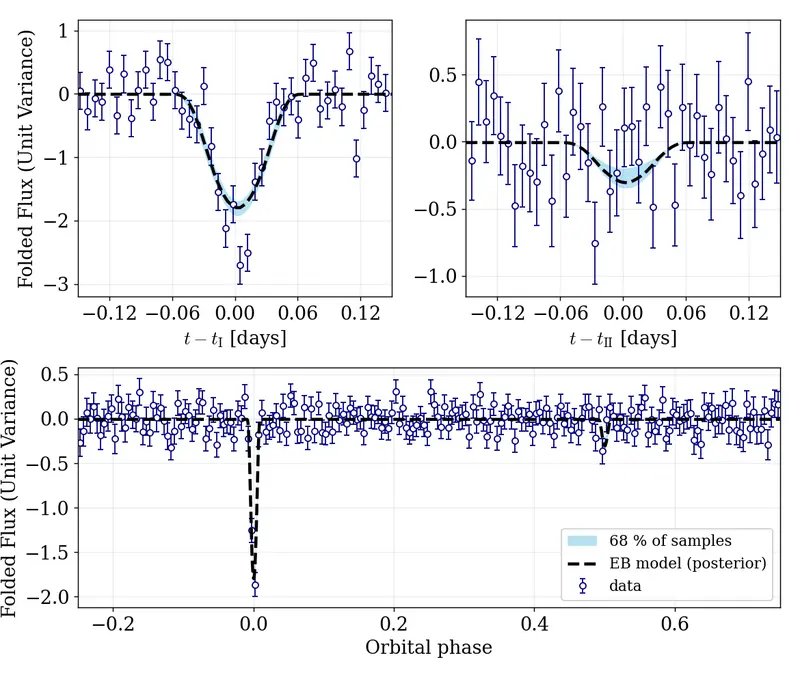 Folded Flux (Unit Variance)
1
0
−1
−2
−3
−0.12 −0.06 0.00 0.06 0.12
t − tI [days]
0.5
0.0
−0.5
−1.0
−0.12 −0.06 0.00 0.06 0.12
t − tII [days]
Folded Flux (Unit Variance)
0.5
0.0
−0.5
−1.0
−1.5
−2.0
68 % of samples
EB model (posterior)
data
−0.2 0.0 0.2 0.4 0.6
Orbital phase